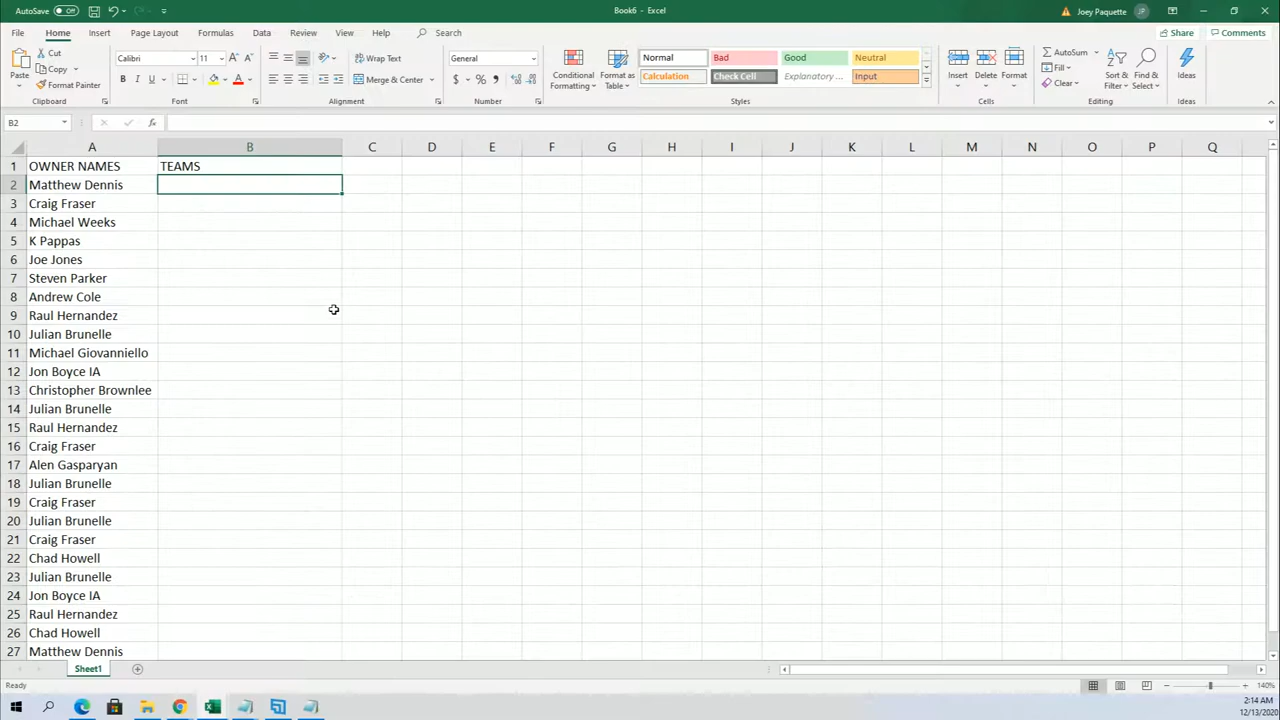 AutoSave Off Book6 - Excel Joey Paquette JP
File Home Insert Page Layout Formulas Data Review View Help Search Share Comments
Paste Cut Copy Format Painter Clipboard
Calibri 11 B I U A A Font
Wrap Text Merge & Center Alignment
General $ % Number
Conditional Formatting Format as Table
Normal Bad Good Neutral
Calculation Check Cell Explanatory ... Input
Styles
Insert Delete Format Cells
AutoSum Fill Clear Sort & Filter Find & Select Editing
Ideas Ideas
B2 fx
A B C D E F G H I J K L M N O P Q
1 OWNER NAMES TEAMS
2 Matthew Dennis
3 Craig Fraser
4 Michael Weeks
5 K Pappas
6 Joe Jones
7 Steven Parker
8 Andrew Cole
9 Raul Hernandez
10 Julian Brunelle
11 Michael Giovanniello
12 Jon Boyce IA
13 Christopher Brownlee
14 Julian Brunelle
15 Raul Hernandez
16 Craig Fraser
17 Alen Gasparyan
18 Julian Brunelle
19 Craig Fraser
20 Julian Brunelle
21 Craig Fraser
22 Chad Howell
23 Julian Brunelle
24 Jon Boyce IA
25 Raul Hernandez
26 Chad Howell
27 Matthew Dennis
Sheet1
Ready 140%
2:14 AM
12/13/2020